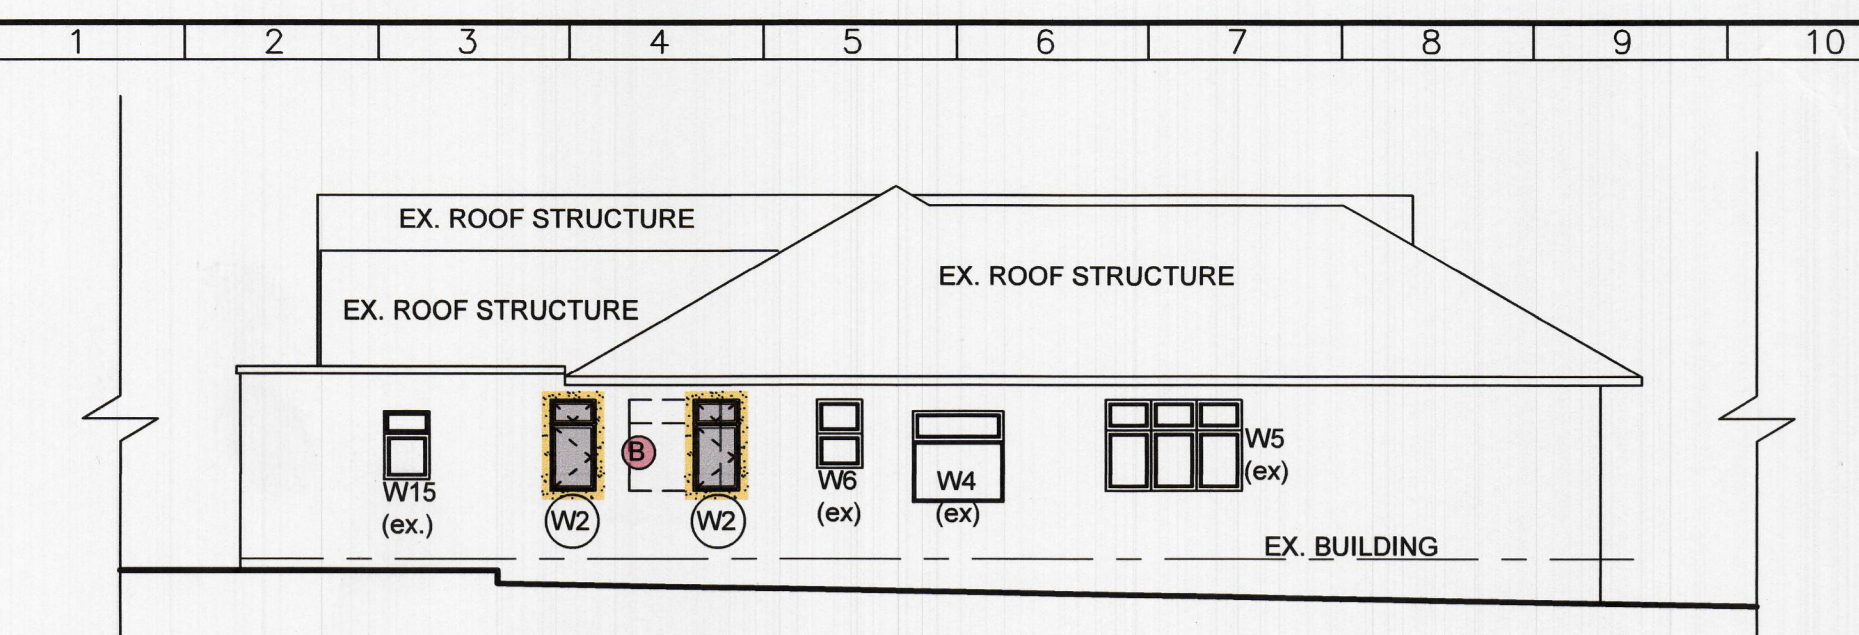 1 2 3 4 5 6 7 8 9 10
EX. ROOF STRUCTURE
EX. ROOF STRUCTURE
EX. ROOF STRUCTURE
B
W15
(ex.)
W2
W2
W6
(ex)
W4
(ex)
W5
(ex)
EX. BUILDING